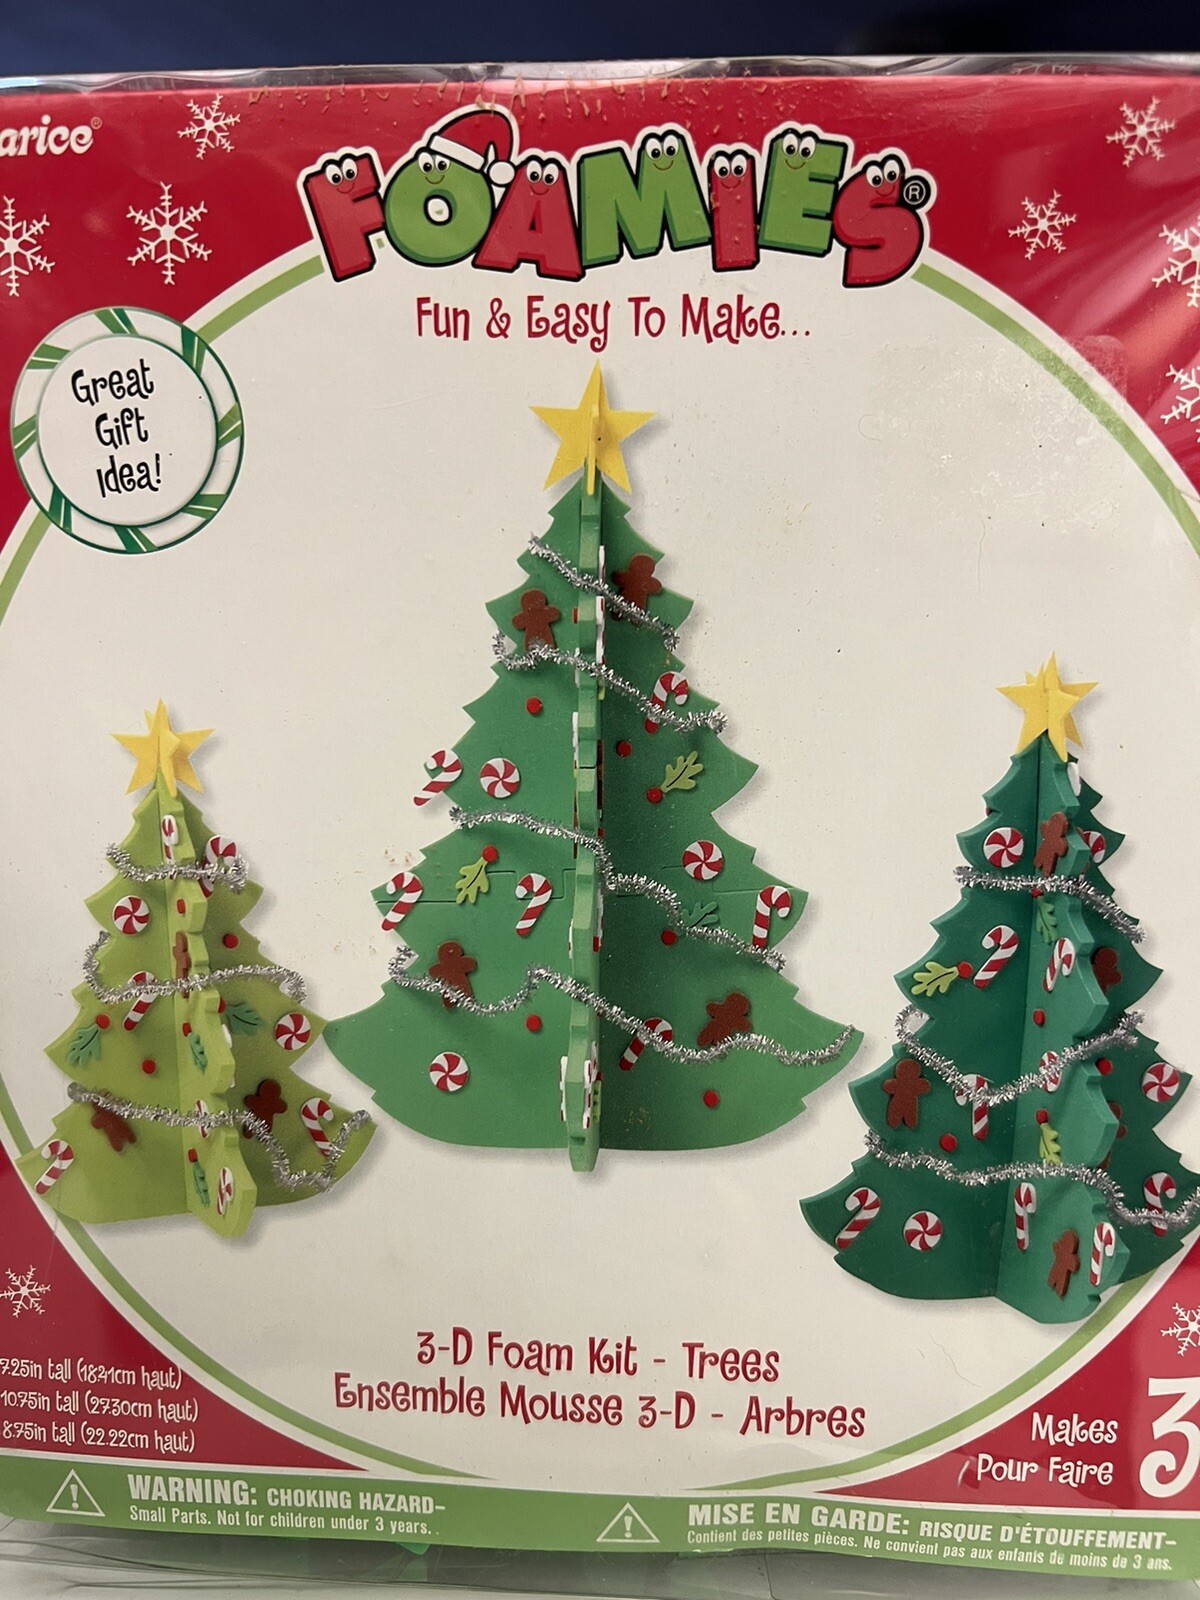 arice®
FOAMIES®
Fun & Easy To Make...
Great
Gift
Idea!
3-D Foam Kit - Trees
Ensemble Mousse 3-D - Arbres
7.25in tall (18.41cm haut)
10.75in tall (27.30cm haut)
8.75in tall (22.22cm haut)
Makes
Pour Faire
3
WARNING: CHOKING HAZARD-
Small Parts. Not for children under 3 years.
MISE EN GARDE: RISQUE D'ÉTOUFFEMENT-
Contient des petites pièces. Ne convient pas aux enfants de moins de 3 ans.